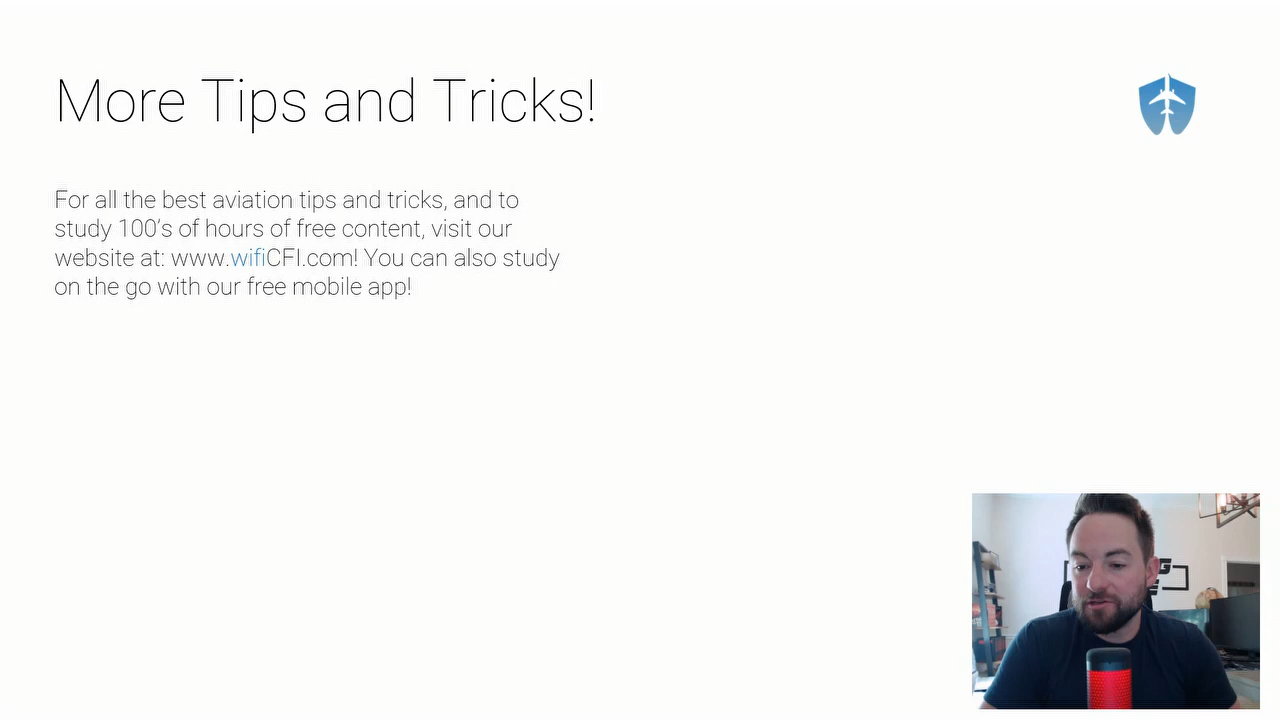 More Tips and Tricks!
For all the best aviation tips and tricks, and to
study 100’s of hours of free content, visit our
website at: www.wifiCFI.com! You can also study
on the go with our free mobile app!